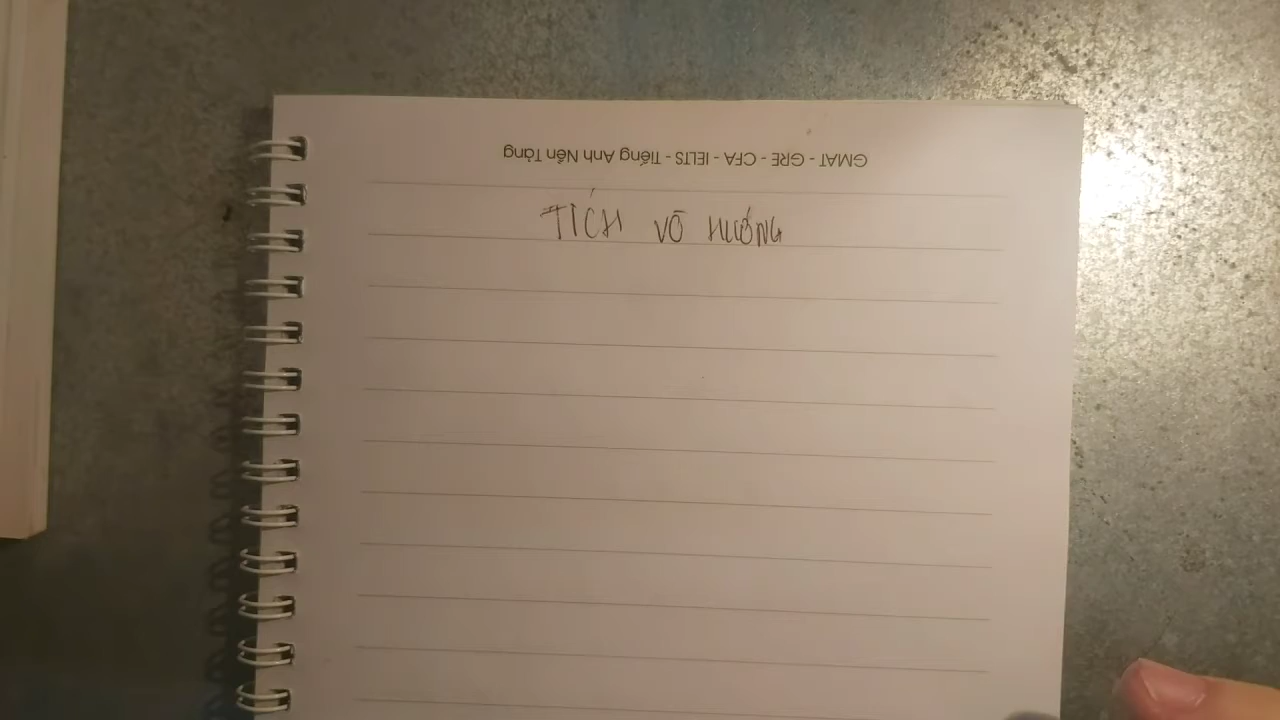 GMAT - GRE - CFA - IELTS - Tiếng Anh Nền Tảng
TÍCH VÔ HƯỚNG